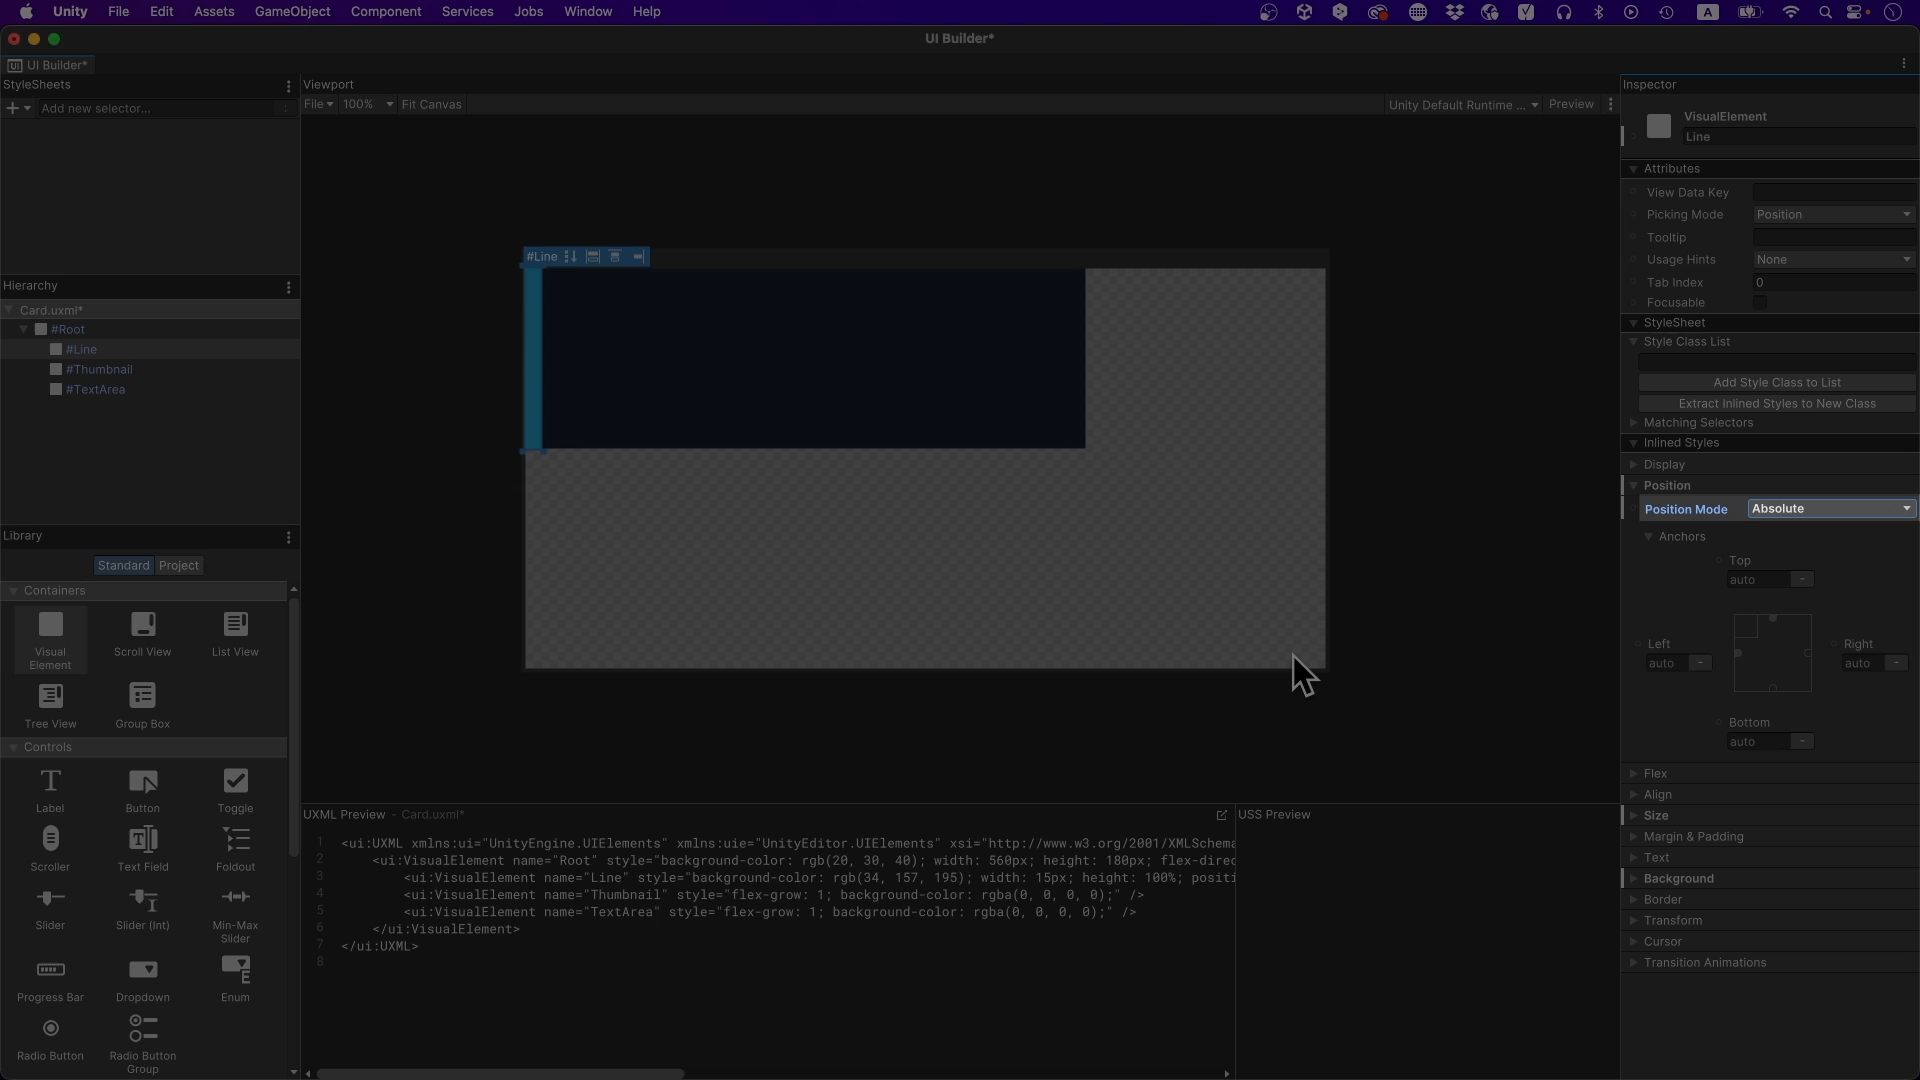 Unity File Edit Assets GameObject Component Services Jobs Window Help A
UI Builder*
UI UI Builder*
StyleSheets
Add new selector...
Viewport
File 100% Fit Canvas
Unity Default Runtime ... Preview
#Line
Hierarchy
Card.uxml*
#Root
#Line
#Thumbnail
#TextArea
Library
Standard Project
Containers
Visual Element
Scroll View
List View
Tree View
Group Box
Controls
Label
Button
Toggle
Scroller
Text Field
Foldout
Slider
Slider (Int)
Min-Max Slider
Progress Bar
Dropdown
Enum
Radio Button
Radio Button Group
UXML Preview - Card.uxml*
1 <ui:UXML xmlns:ui="UnityEngine.UIElements" xmlns:uie="UnityEditor.UIElements" xsi="http://www.w3.org/2001/XMLSchema
2 <ui:VisualElement name="Root" style="background-color: rgb(20, 30, 40); width: 560px; height: 180px; flex-direc
3 <ui:VisualElement name="Line" style="background-color: rgb(34, 157, 195); width: 15px; height: 100%; positi
4 <ui:VisualElement name="Thumbnail" style="flex-grow: 1; background-color: rgba(0, 0, 0, 0);" />
5 <ui:VisualElement name="TextArea" style="flex-grow: 1; background-color: rgba(0, 0, 0, 0);" />
6 </ui:VisualElement>
7 </ui:UXML>
8
USS Preview
Inspector
VisualElement
Line
Attributes
View Data Key
Picking Mode Position
Tooltip
Usage Hints None
Tab Index 0
Focusable
StyleSheet
Style Class List
Add Style Class to List
Extract Inlined Styles to New Class
Matching Selectors
Inlined Styles
Display
Position
Position Mode Absolute
Anchors
Top
auto -
Left Right
auto - auto -
Bottom
auto -
Flex
Align
Size
Margin & Padding
Text
Background
Border
Transform
Cursor
Transition Animations